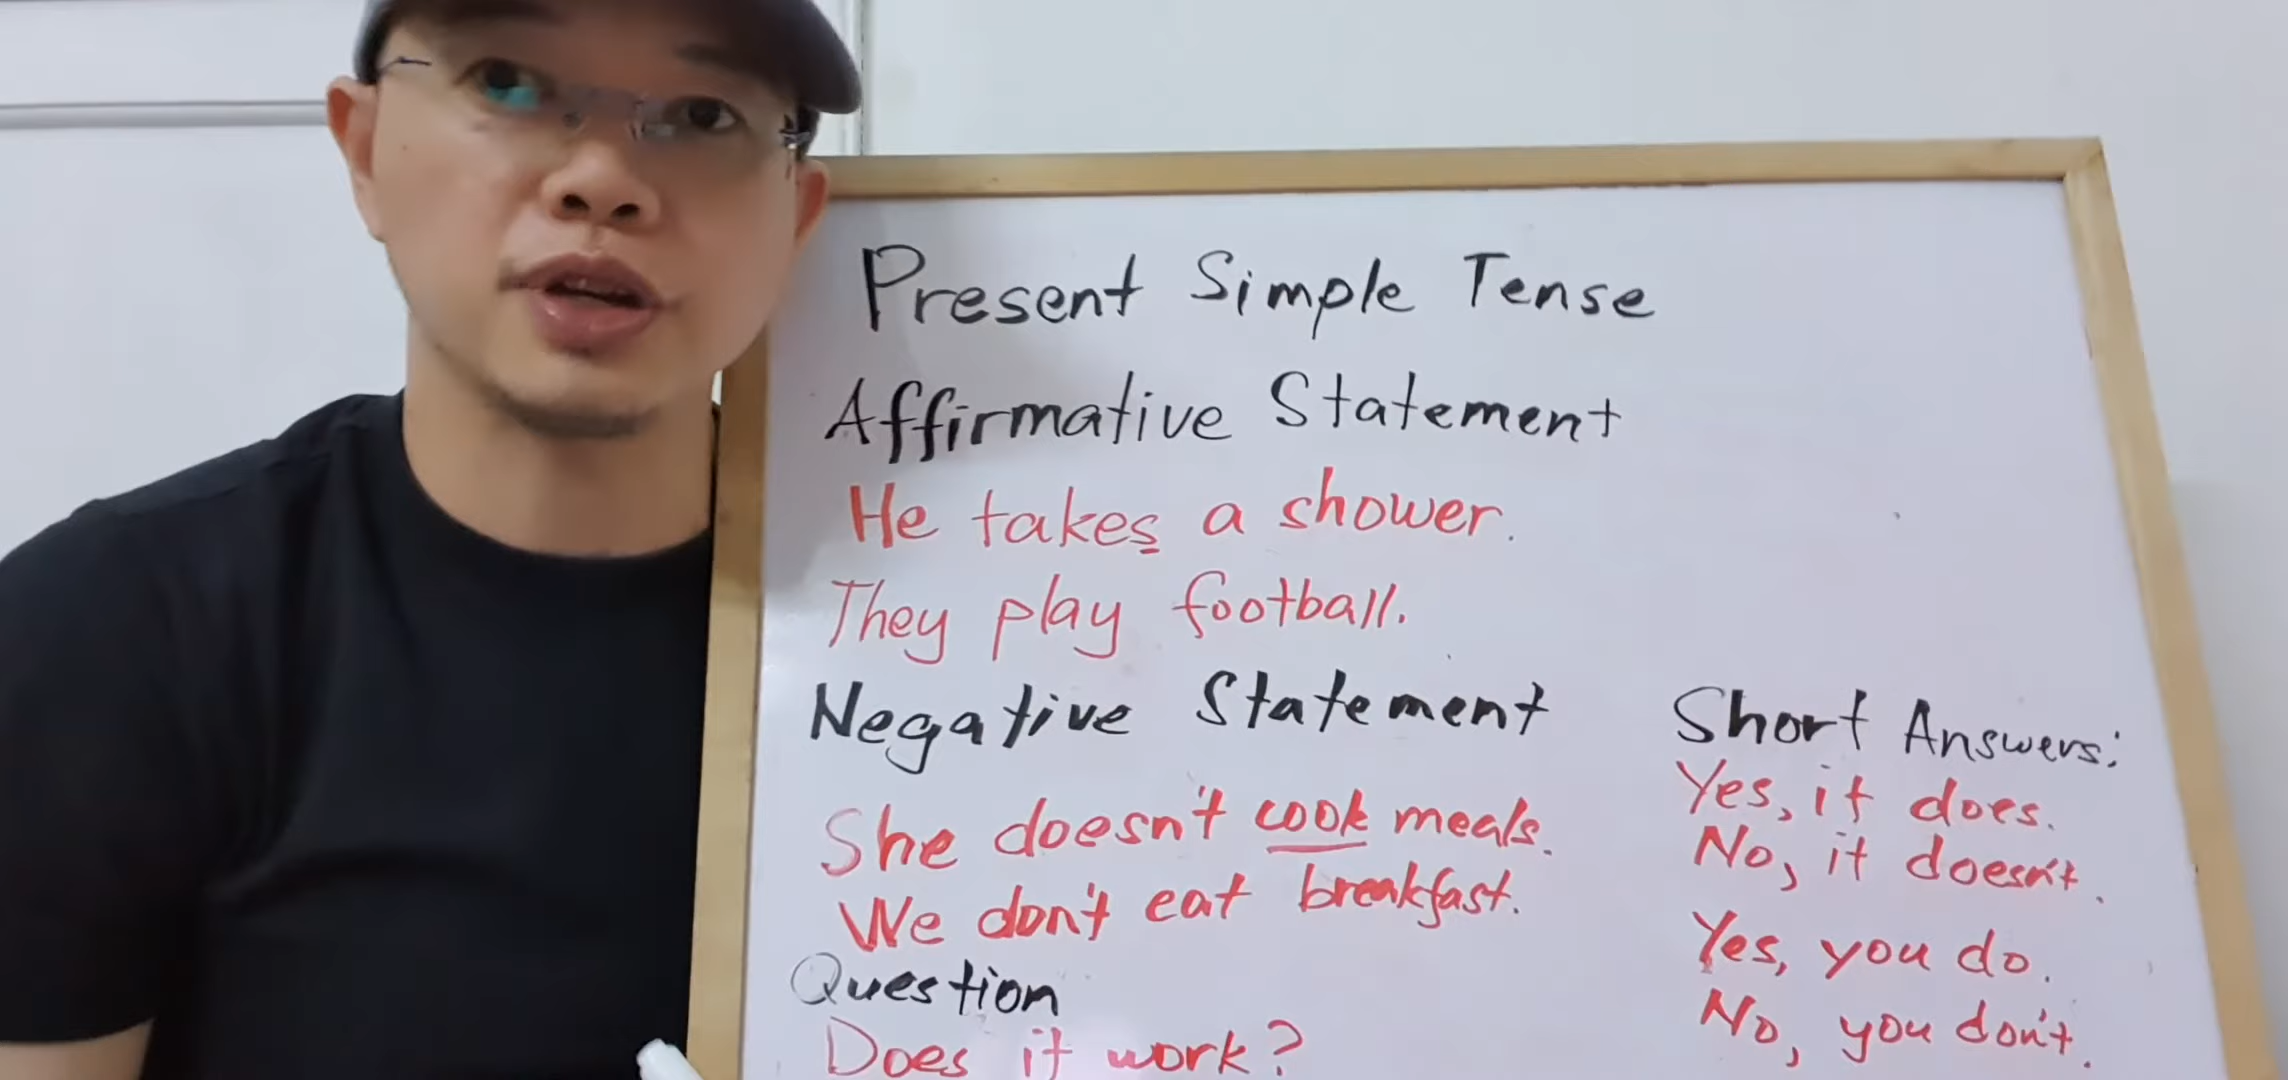 Present Simple Tense
Affirmative Statement
He takes a shower.
They play football.
Negative Statement
She doesn't cook meals.
We don't eat breakfast.
Question
Does it work?
Short Answers:
Yes, it does.
No, it doesn't.
Yes, you do.
No, you don't.